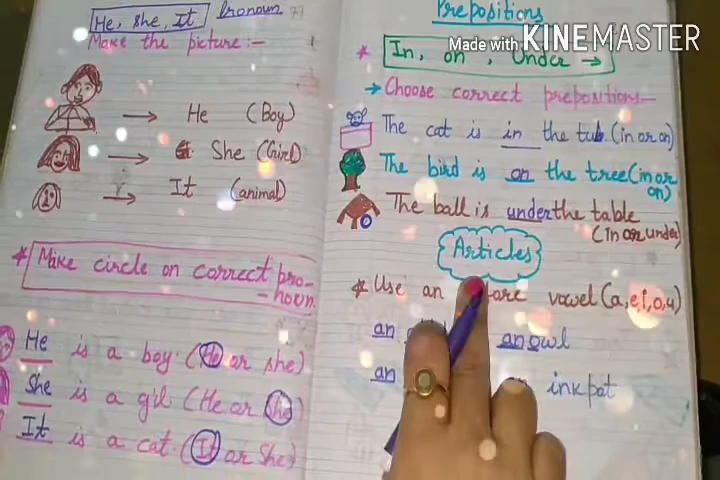 He, she, It Pronoun
Make the picture:-
He (Boy)
She (Girl)
It (animal)
* Make circle on correct pro-
-noun.
He is a boy. (He or she)
She is a gil (He or She)
It is a cat. (It or She)
Prepositions
Made with KINEMASTER
* In, on, Under →
→ Choose correct prepositions—
The cat is in the tub (in or on)
The bird is on the tree (in or
on)
The ball is under the table
(in or under)
Articles
* Use an vowel (a, e, i, o, u)
an an owl
an inkpot